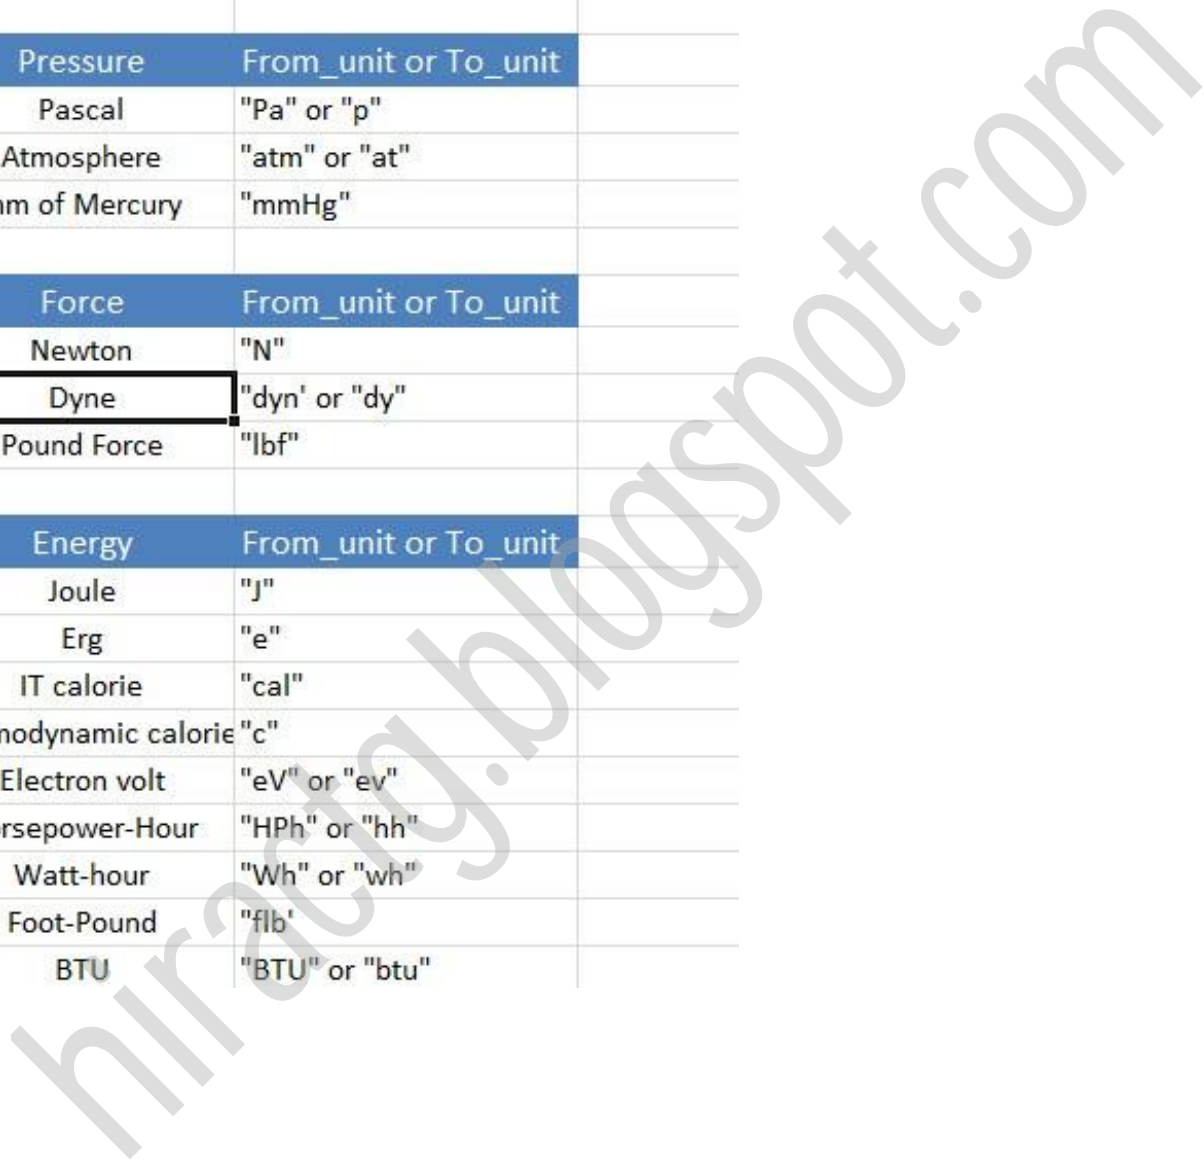 Pressure From_unit or To_unit
Pascal "Pa" or "p"
Atmosphere "atm" or "at"
of Mercury "mmHg"
Force From_unit or To_unit
Newton "N"
Dyne "dyn' or "dy"
Pound Force "lbf"
Energy From_unit or To_unit
Joule "J"
Erg "e"
IT calorie "cal"
modynamic calorie "c"
Electron volt "eV" or "ev"
rsepower-Hour "HPh" or "hh"
Watt-hour "Wh" or "wh"
Foot-Pound "flb'
BTU "BTU" or "btu"
hiractg.blogspot.com